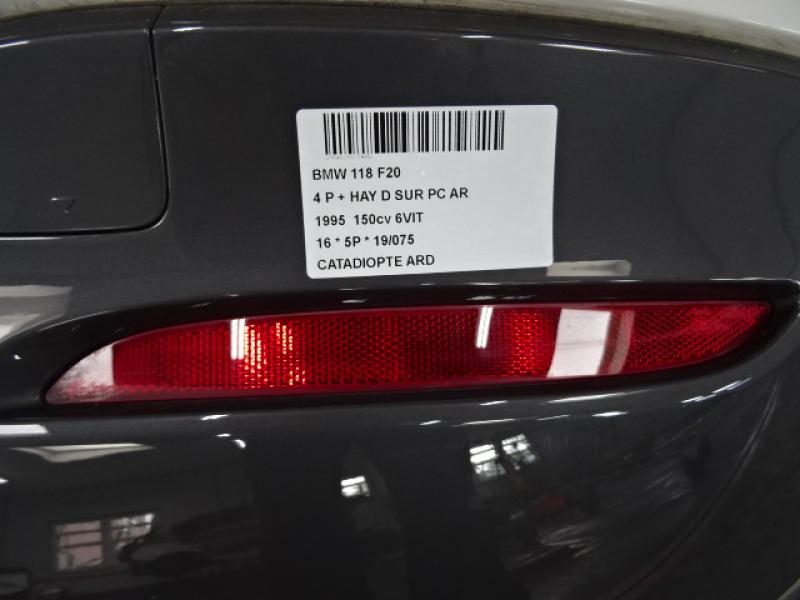 BMW 118 F20
4 P + HAY D SUR PC AR
1995 150cv 6VIT
16 * 5P * 19/075
CATADIOPTE ARD